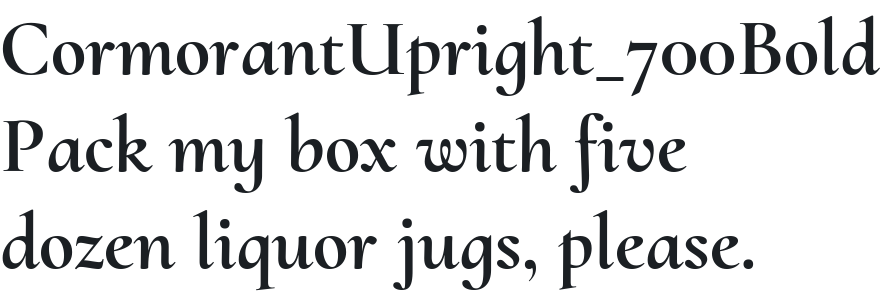 CormorantUpright_700Bold
Pack my box with five
dozen liquor jugs, please.